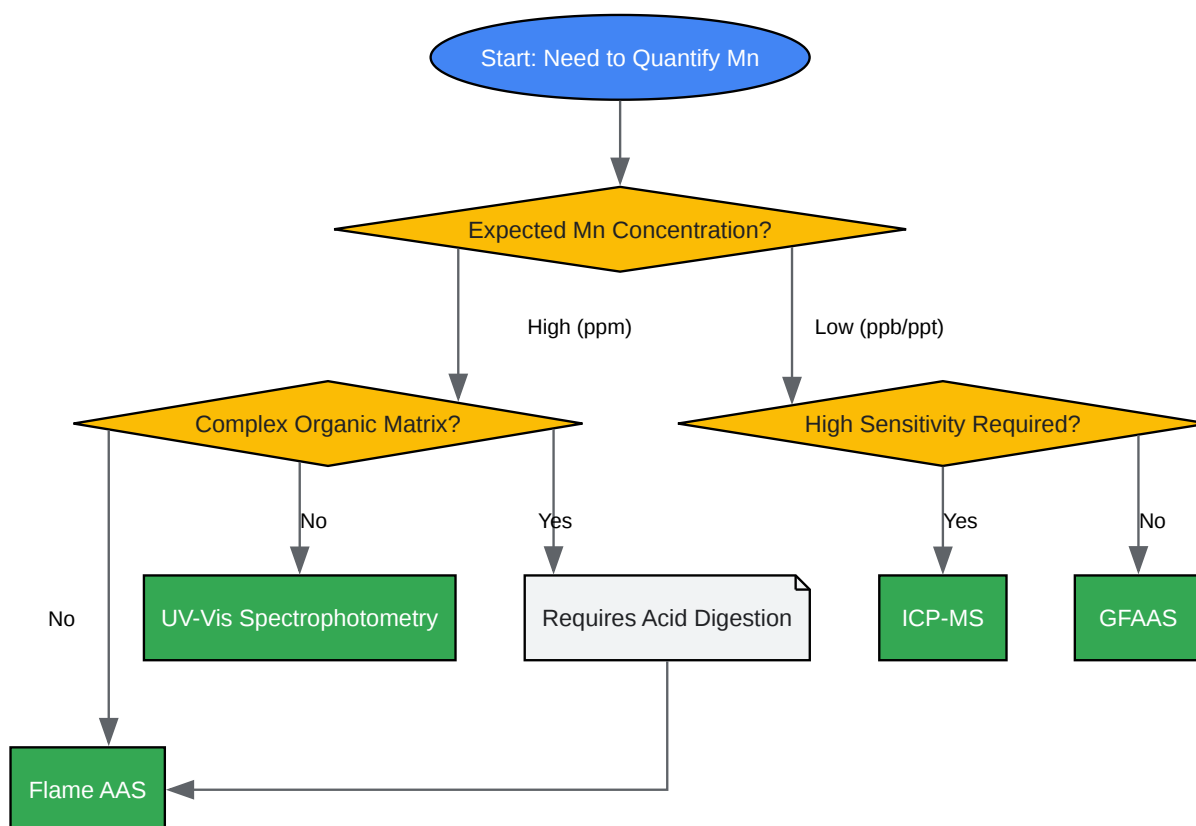 Start: Need to Quantify Mn
Expected Mn Concentration?
High (ppm)
Low (ppb/ppt)
Complex Organic Matrix?
High Sensitivity Required?
No
Yes
Yes
No
UV-Vis Spectrophotometry
Requires Acid Digestion
ICP-MS
GFAAS
No
Flame AAS